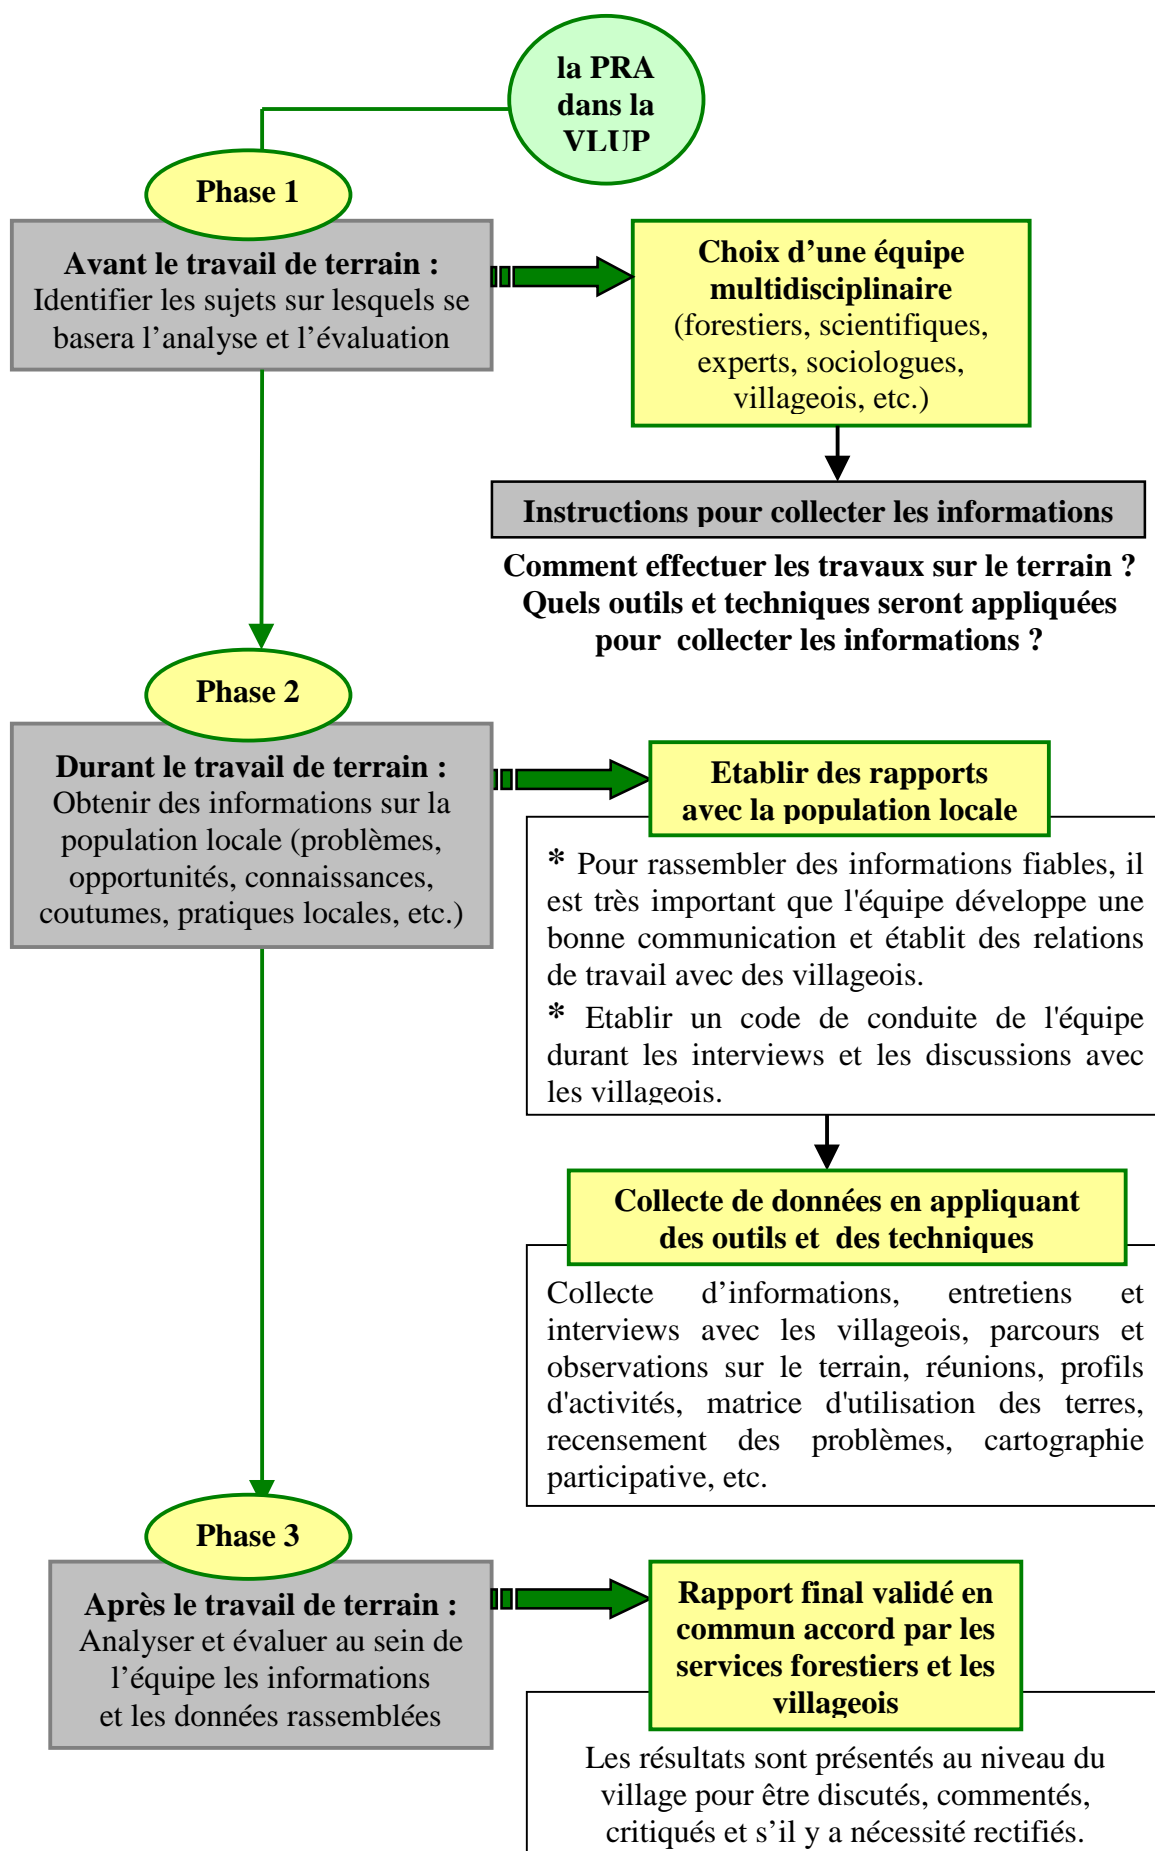 la PRA
dans la
VLUP
Phase 1
Avant le travail de terrain :
Identifier les sujets sur lesquels se
basera l’analyse et l’évaluation
Choix d’une équipe
multidisciplinaire
(forestiers, scientifiques,
experts, sociologues,
villageois, etc.)
Instructions pour collecter les informations
Comment effectuer les travaux sur le terrain ?
Quels outils et techniques seront appliquées
pour collecter les informations ?
Phase 2
Durant le travail de terrain :
Obtenir des informations sur la
population locale (problèmes,
opportunités, connaissances,
coutumes, pratiques locales, etc.)
Etablir des rapports
avec la population locale
* Pour rassembler des informations fiables, il
est très important que l'équipe développe une
bonne communication et établit des relations
de travail avec des villageois.
* Etablir un code de conduite de l'équipe
durant les interviews et les discussions avec
les villageois.
Collecte de données en appliquant
des outils et des techniques
Collecte d’informations, entretiens et
interviews avec les villageois, parcours et
observations sur le terrain, réunions, profils
d'activités, matrice d'utilisation des terres,
recensement des problèmes, cartographie
participative, etc.
Phase 3
Après le travail de terrain :
Analyser et évaluer au sein de
l’équipe les informations
et les données rassemblées
Rapport final validé en
commun accord par les
services forestiers et les
villageois
Les résultats sont présentés au niveau du
village pour être discutés, commentés,
critiqués et s’il y a nécessité rectifiés.